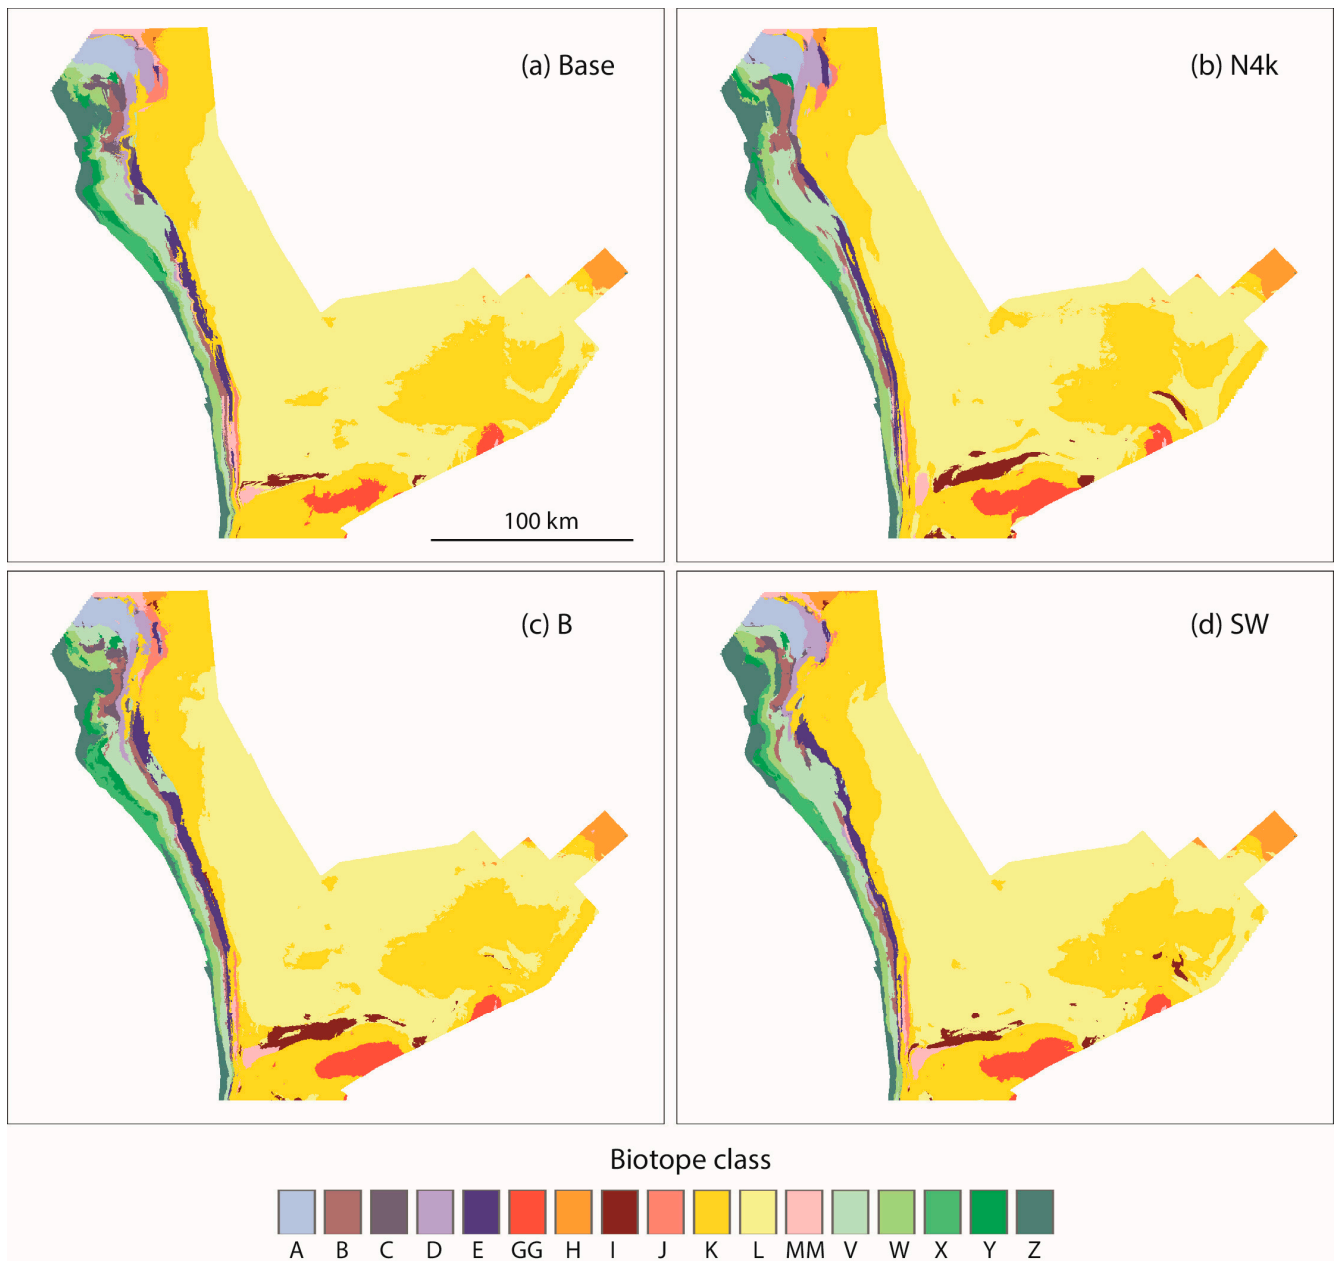 (a) Base
(b) N4k
100 km
(c) B
(d) SW
Biotope class
A B C D E GG H I J K L MM V W X Y Z